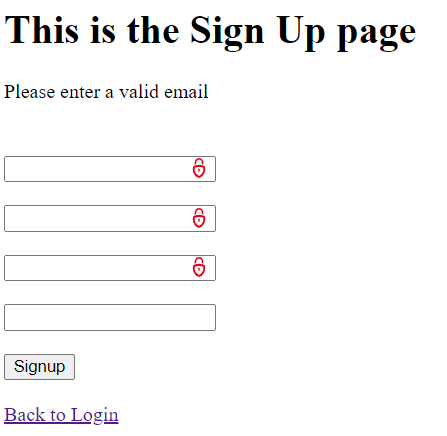 This is the Sign Up page
Please enter a valid email
Signup
Back to Login